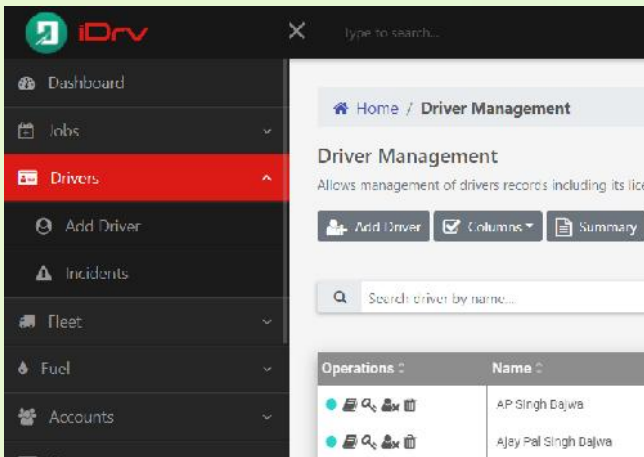 iDrv
Type to search...
Dashboard
Jobs
Drivers
Add Driver
Incidents
Fleet
Fuel
Accounts
Home / Driver Management
Driver Management
Allows management of drivers records including its
Add Driver Columns Summary
Search driver by name...
Operations Name
AP Singh Bajwa
Ajay Pal Singh Bajwa